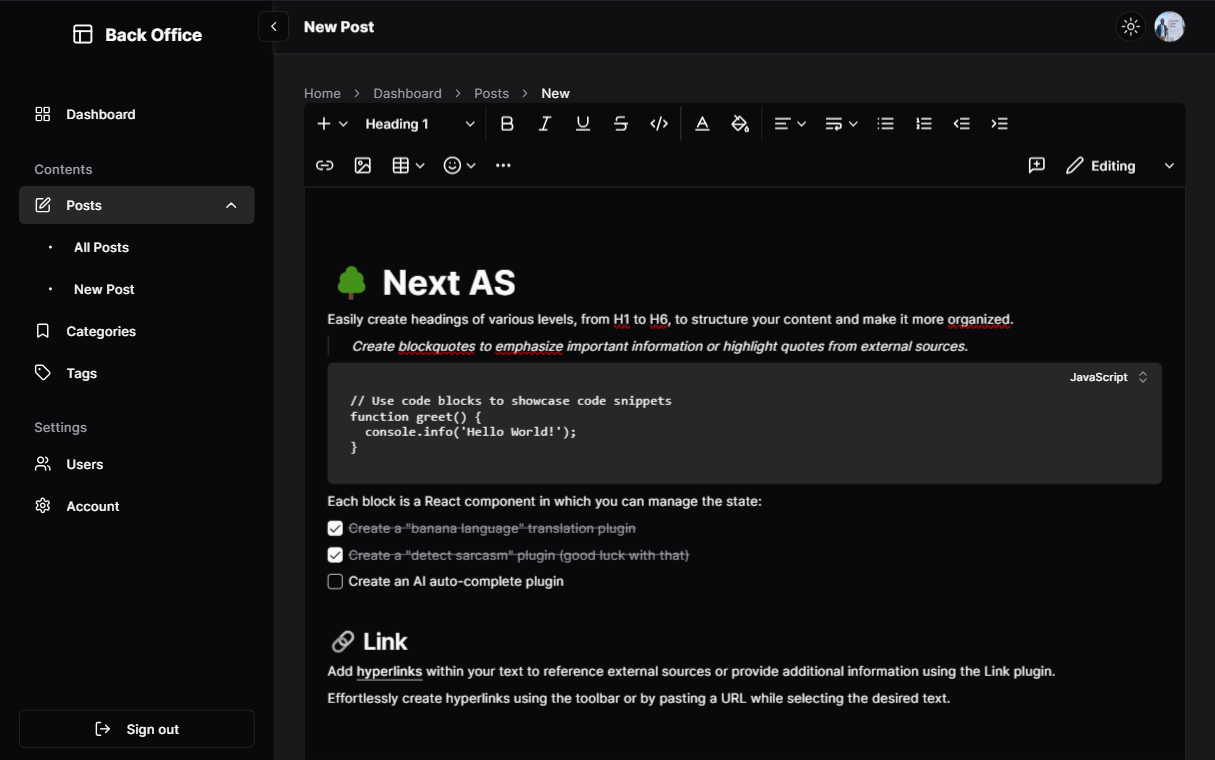 Back Office
New Post
Dashboard
Contents
Posts
All Posts
New Post
Categories
Tags
Settings
Users
Account
Sign out
Home > Dashboard > Posts > New
Heading 1
Editing
🌳 Next AS
Easily create headings of various levels, from H1 to H6, to structure your content and make it more organized.
Create blockquotes to emphasize important information or highlight quotes from external sources.
JavaScript
// Use code blocks to showcase code snippets
function greet() {
  console.info('Hello World!');
}
Each block is a React component in which you can manage the state:
Create a "banana language" translation plugin
Create a "detect sarcasm" plugin (good luck with that)
Create an AI auto-complete plugin
🔗 Link
Add hyperlinks within your text to reference external sources or provide additional information using the Link plugin.
Effortlessly create hyperlinks using the toolbar or by pasting a URL while selecting the desired text.